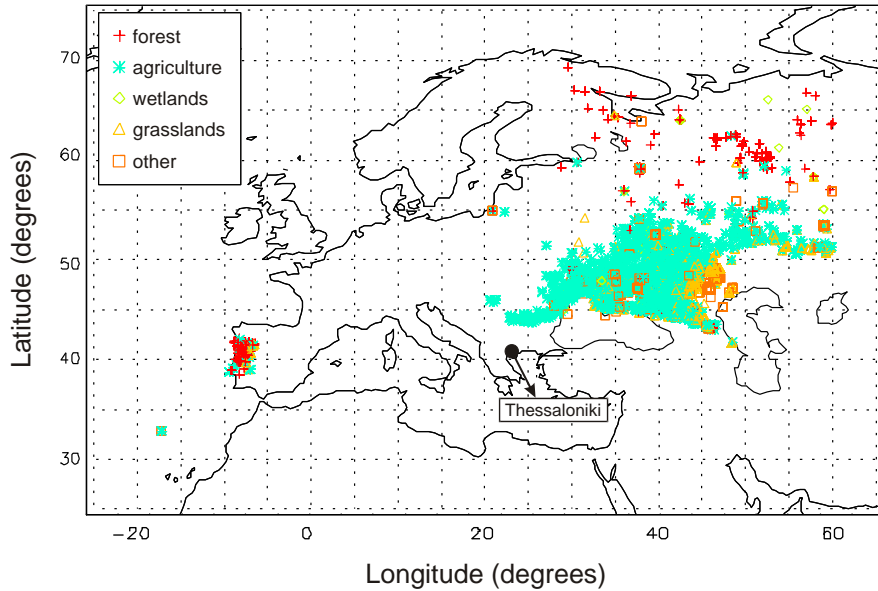 forest
agriculture
wetlands
grasslands
other
70
60
50
40
30
Latitude (degrees)
Thessaloniki
-20
0
20
40
60
Longitude (degrees)